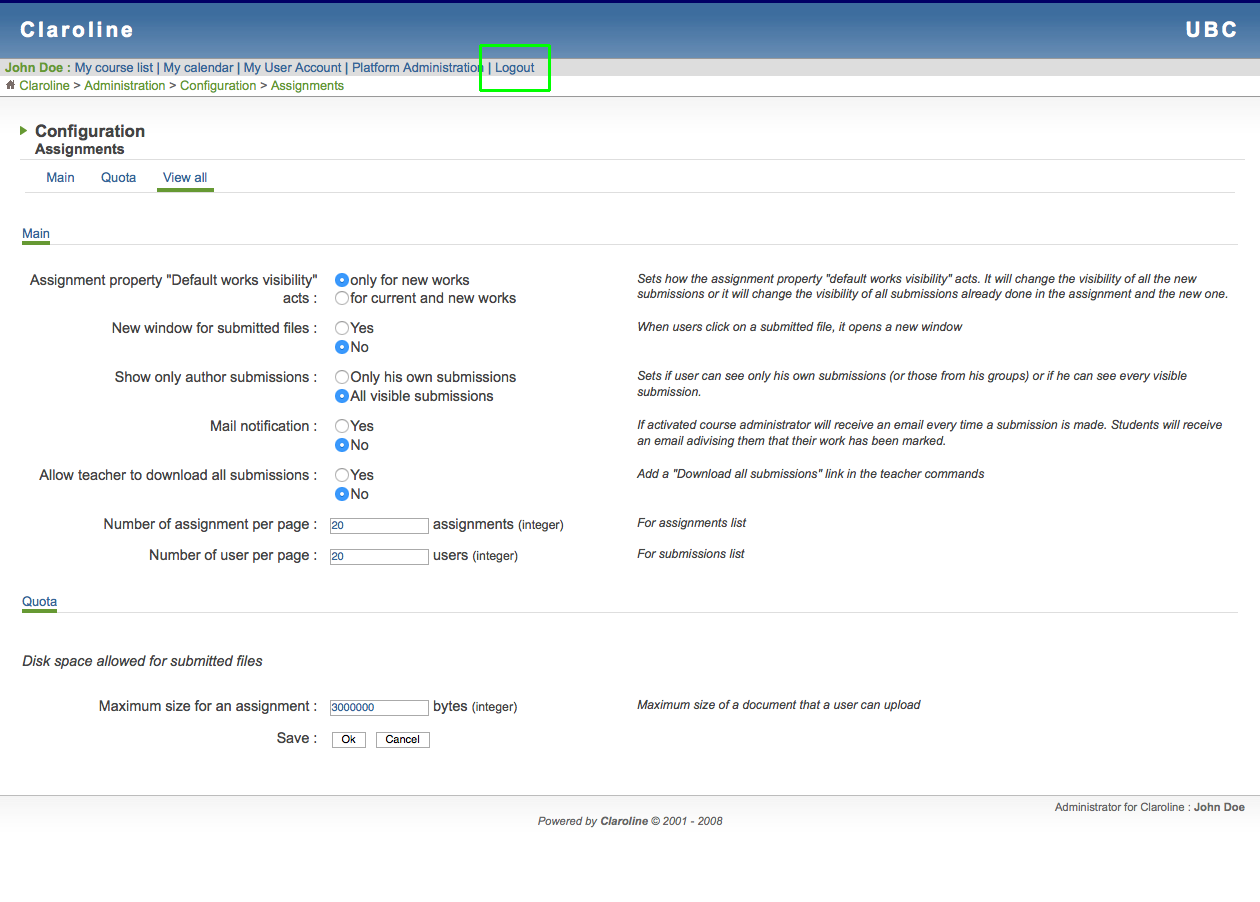 Claroline UBC
John Doe : My course list | My calendar | My User Account | Platform Administration | Logout
Claroline > Administration > Configuration > Assignments
Configuration
Assignments
Main Quota View all
Main
Assignment property "Default works visibility" acts : only for new works
for current and new works
Sets how the assignment property "default works visibility" acts. It will change the visibility of all the new
submissions or it will change the visibility of all submissions already done in the assignment and the new one.
New window for submitted files : Yes
No
When users click on a submitted file, it opens a new window
Show only author submissions : Only his own submissions
All visible submissions
Sets if user can see only his own submissions (or those from his groups) or if he can see every visible
submission.
Mail notification : Yes
No
If activated course administrator will receive an email every time a submission is made. Students will receive
an email adivising them that their work has been marked.
Allow teacher to download all submissions : Yes
No
Add a "Download all submissions" link in the teacher commands
Number of assignment per page : 20 assignments (integer) For assignments list
Number of user per page : 20 users (integer) For submissions list
Quota
Disk space allowed for submitted files
Maximum size for an assignment : 3000000 bytes (integer) Maximum size of a document that a user can upload
Save : Ok Cancel
Administrator for Claroline : John Doe
Powered by Claroline © 2001 - 2008